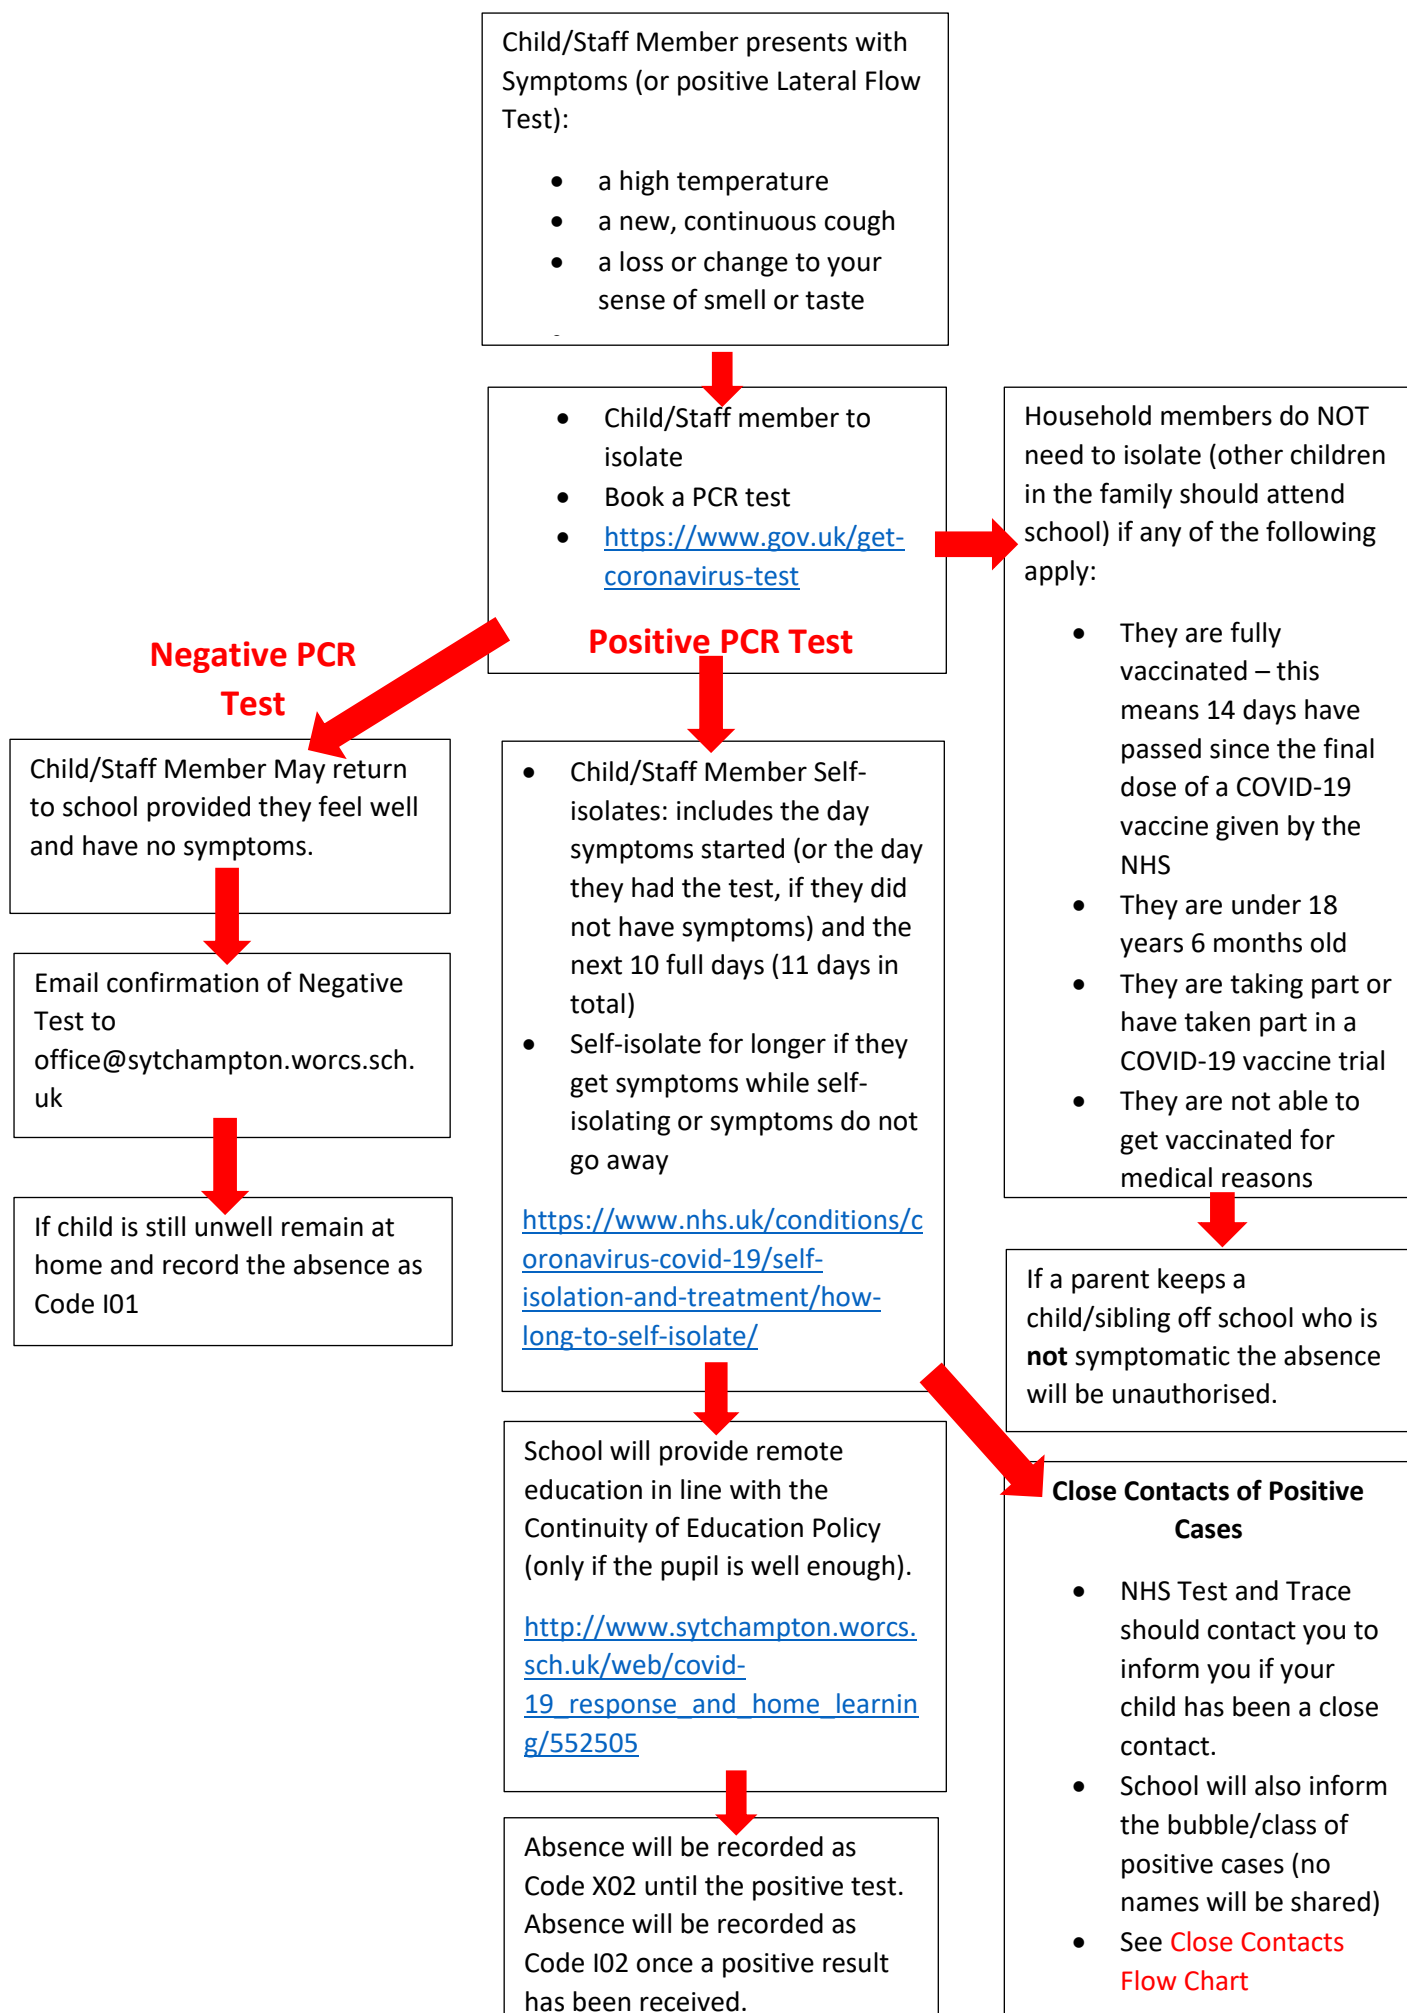 Child/Staff Member presents with
Symptoms (or positive Lateral Flow
Test):
• a high temperature
• a new, continuous cough
• a loss or change to your
sense of smell or taste
• Child/Staff member to
isolate
• Book a PCR test
• https://www.gov.uk/get-
coronavirus-test
Positive PCR Test
Negative PCR
Test
Household members do NOT
need to isolate (other children
in the family should attend
school) if any of the following
apply:
• They are fully
vaccinated – this
means 14 days have
passed since the final
dose of a COVID-19
vaccine given by the
NHS
• They are under 18
years 6 months old
• They are taking part or
have taken part in a
COVID-19 vaccine trial
• They are not able to
get vaccinated for
medical reasons
Child/Staff Member May return
to school provided they feel well
and have no symptoms.
Email confirmation of Negative
Test to
office@sytchampton.worcs.sch.
uk
If child is still unwell remain at
home and record the absence as
Code I01
• Child/Staff Member Self-
isolates: includes the day
symptoms started (or the day
they had the test, if they did
not have symptoms) and the
next 10 full days (11 days in
total)
• Self-isolate for longer if they
get symptoms while self-
isolating or symptoms do not
go away
https://www.nhs.uk/conditions/c
oronavirus-covid-19/self-
isolation-and-treatment/how-
long-to-self-isolate/
If a parent keeps a
child/sibling off school who is
not symptomatic the absence
will be unauthorised.
School will provide remote
education in line with the
Continuity of Education Policy
(only if the pupil is well enough).
http://www.sytchampton.worcs.
sch.uk/web/covid-
19_response_and_home_learnin
g/552505
Absence will be recorded as
Code X02 until the positive test.
Absence will be recorded as
Code I02 once a positive result
has been received.
Close Contacts of Positive
Cases
• NHS Test and Trace
should contact you to
inform you if your
child has been a close
contact.
• School will also inform
the bubble/class of
positive cases (no
names will be shared)
• See Close Contacts
Flow Chart